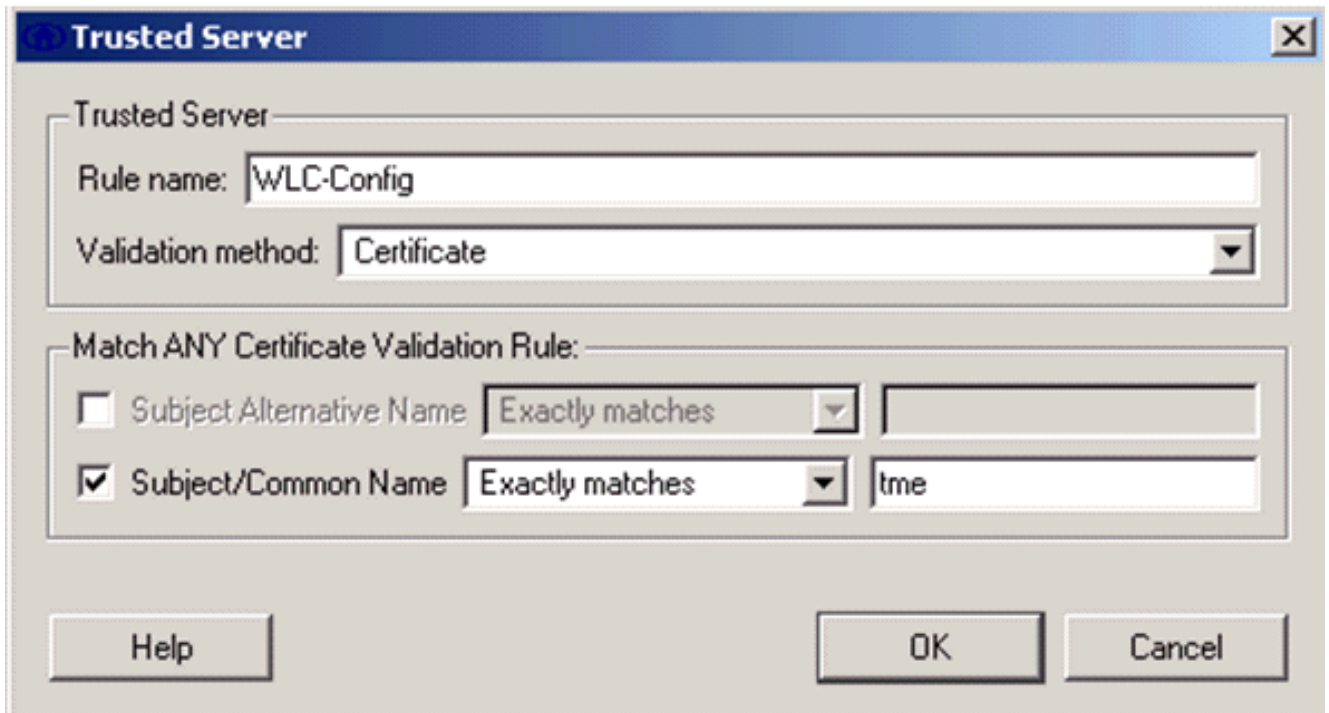 Trusted Server
Trusted Server
Rule name: WLC-Config
Validation method: Certificate
Match ANY Certificate Validation Rule:
Subject Alternative Name Exactly matches
Subject/Common Name Exactly matches tme
Help OK Cancel